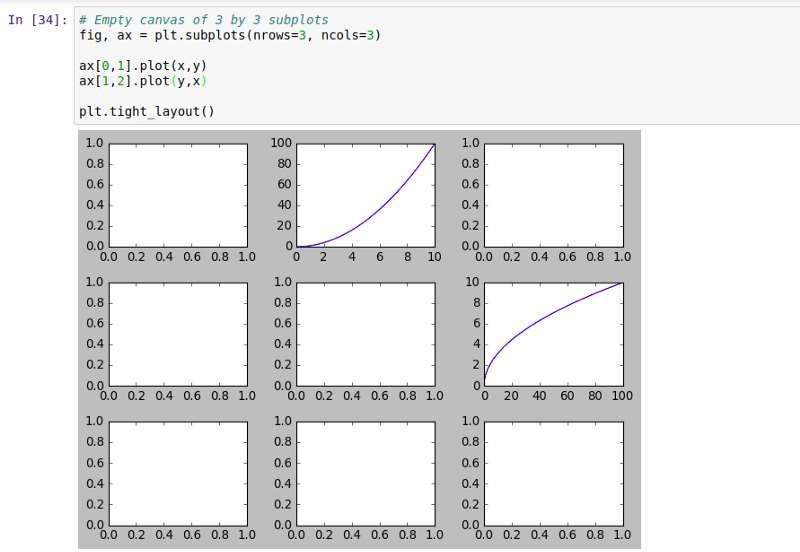 In [34]: # Empty canvas of 3 by 3 subplots
fig, ax = plt.subplots(nrows=3, ncols=3)
ax[0,1].plot(x,y)
ax[1,2].plot(y,x)
plt.tight_layout()
1.0 100 1.0
0.8 80 0.8
0.6 60 0.6
0.4 40 0.4
0.2 20 0.2
0.0 0 0.0
0.0 0.2 0.4 0.6 0.8 1.0 0 2 4 6 8 10 0.0 0.2 0.4 0.6 0.8 1.0
1.0 1.0 10
0.8 0.8 8
0.6 0.6 6
0.4 0.4 4
0.2 0.2 2
0.0 0.0 0
0.0 0.2 0.4 0.6 0.8 1.0 0.0 0.2 0.4 0.6 0.8 1.0 0 20 40 60 80 100
1.0 1.0 1.0
0.8 0.8 0.8
0.6 0.6 0.6
0.4 0.4 0.4
0.2 0.2 0.2
0.0 0.0 0.0
0.0 0.2 0.4 0.6 0.8 1.0 0.0 0.2 0.4 0.6 0.8 1.0 0.0 0.2 0.4 0.6 0.8 1.0